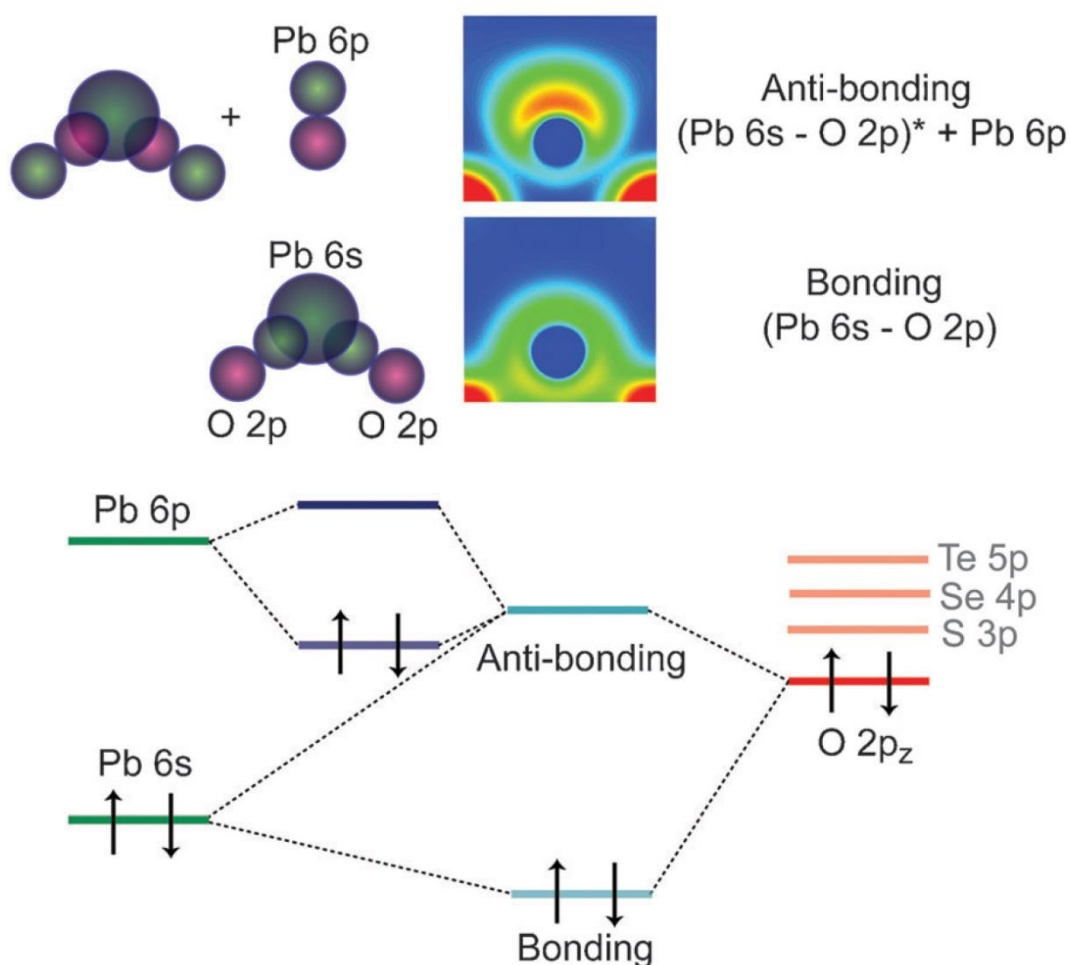 Pb 6p
+
Anti-bonding
(Pb 6s - O 2p)* + Pb 6p
Pb 6s
O 2p O 2p
Bonding
(Pb 6s - O 2p)
Pb 6p
Te 5p
Se 4p
S 3p
Anti-bonding
O 2pz
Pb 6s
Bonding